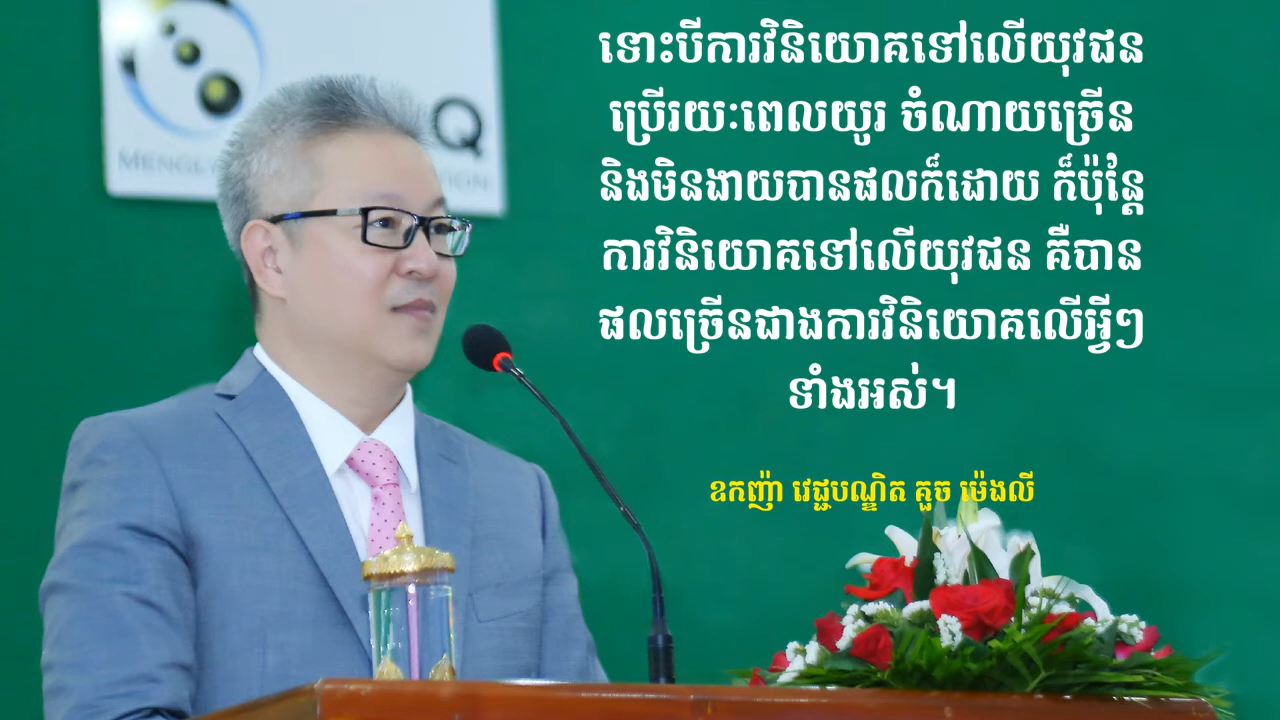 Q
MENGL
TION
ទោះបីការវិនិយោគទៅលើយុវជន
ប្រើរយៈពេលយូរ ចំណាយច្រើន
និងមិនងាយបានផលក៏ដោយ ក៏ប៉ុន្តែ
ការវិនិយោគទៅលើយុវជន គឺបាន
ផលច្រើនជាងការវិនិយោគលើអ្វីៗ
ទាំងអស់។
ឧកញ៉ា វេជ្ជបណ្ឌិត គួច ម៉េងលី